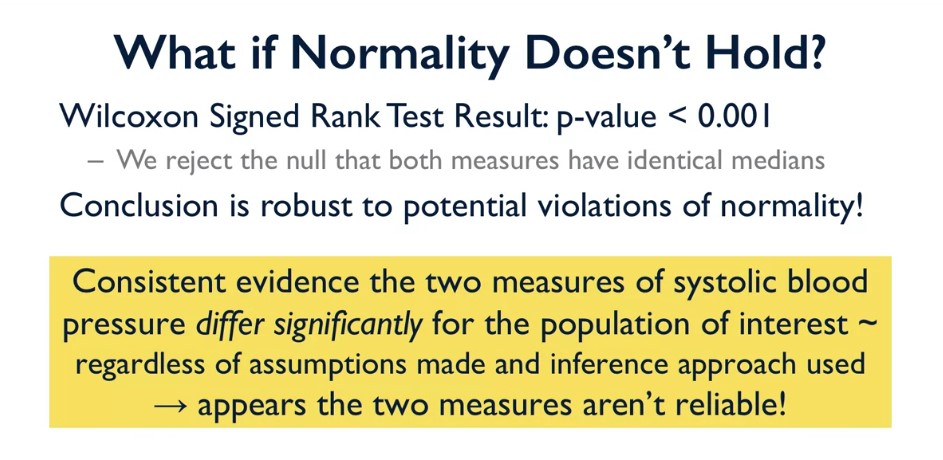 What if Normality Doesn't Hold?
Wilcoxon Signed Rank Test Result: p-value < 0.001
– We reject the null that both measures have identical medians
Conclusion is robust to potential violations of normality!
Consistent evidence the two measures of systolic blood
pressure differ significantly for the population of interest ~
regardless of assumptions made and inference approach used
→ appears the two measures aren't reliable!